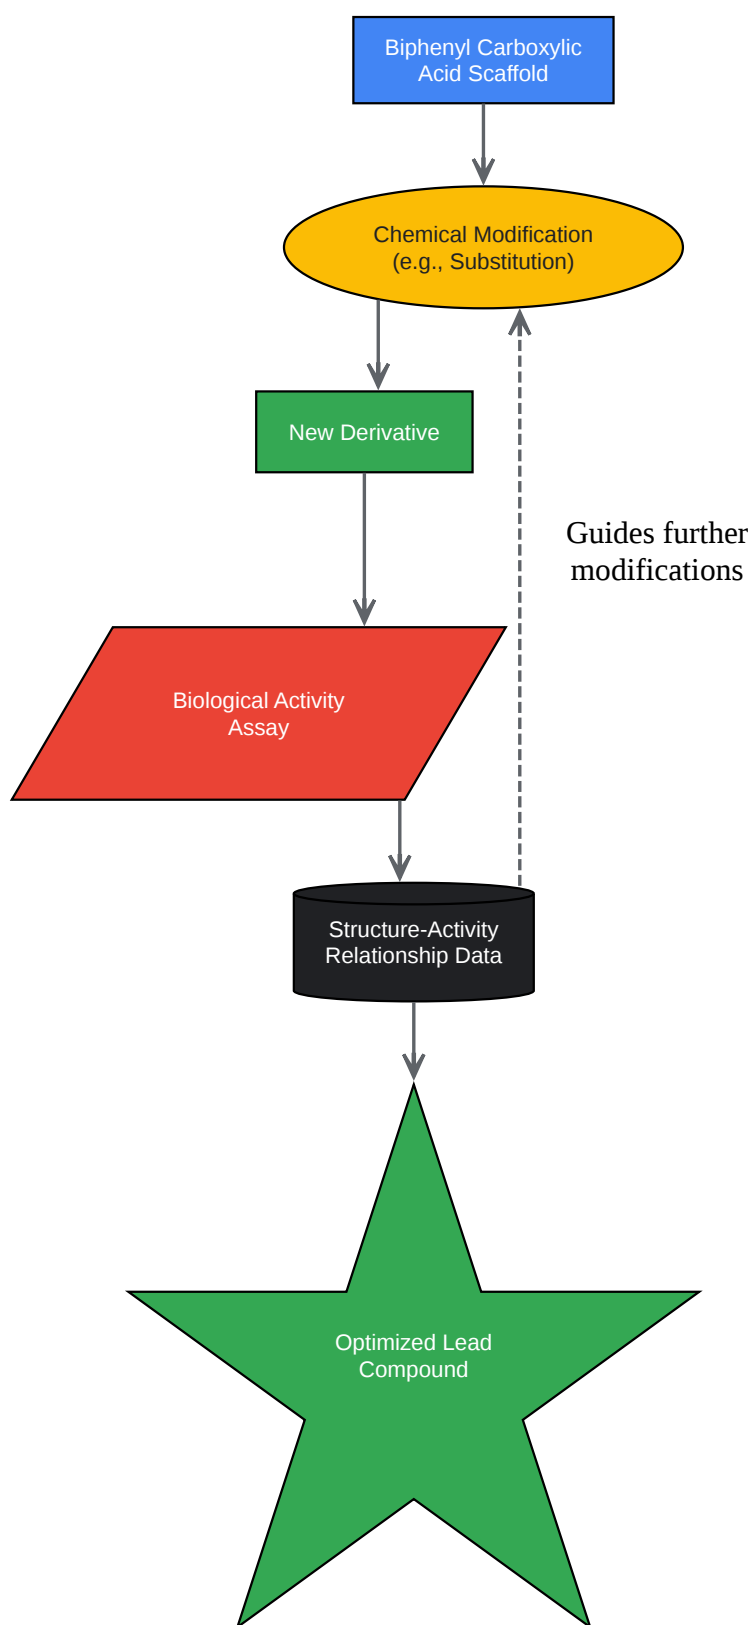 Biphenyl Carboxylic
Acid Scaffold
Chemical Modification
(e.g., Substitution)
New Derivative
Guides further
modifications
Biological Activity
Assay
Structure-Activity
Relationship Data
Optimized Lead
Compound